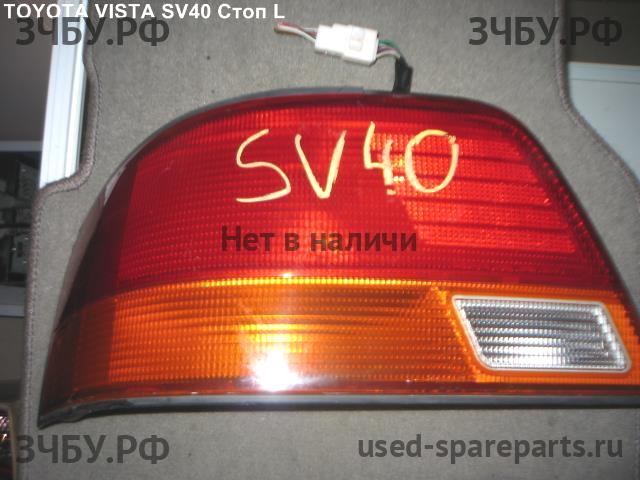 TOYOTA VISTA SV40 Стоп L
ЗЧБУ.РФ ЗЧБУ.РФ
SV40
Нет в наличи
ЗЧБУ.РФ used-spareparts.ru